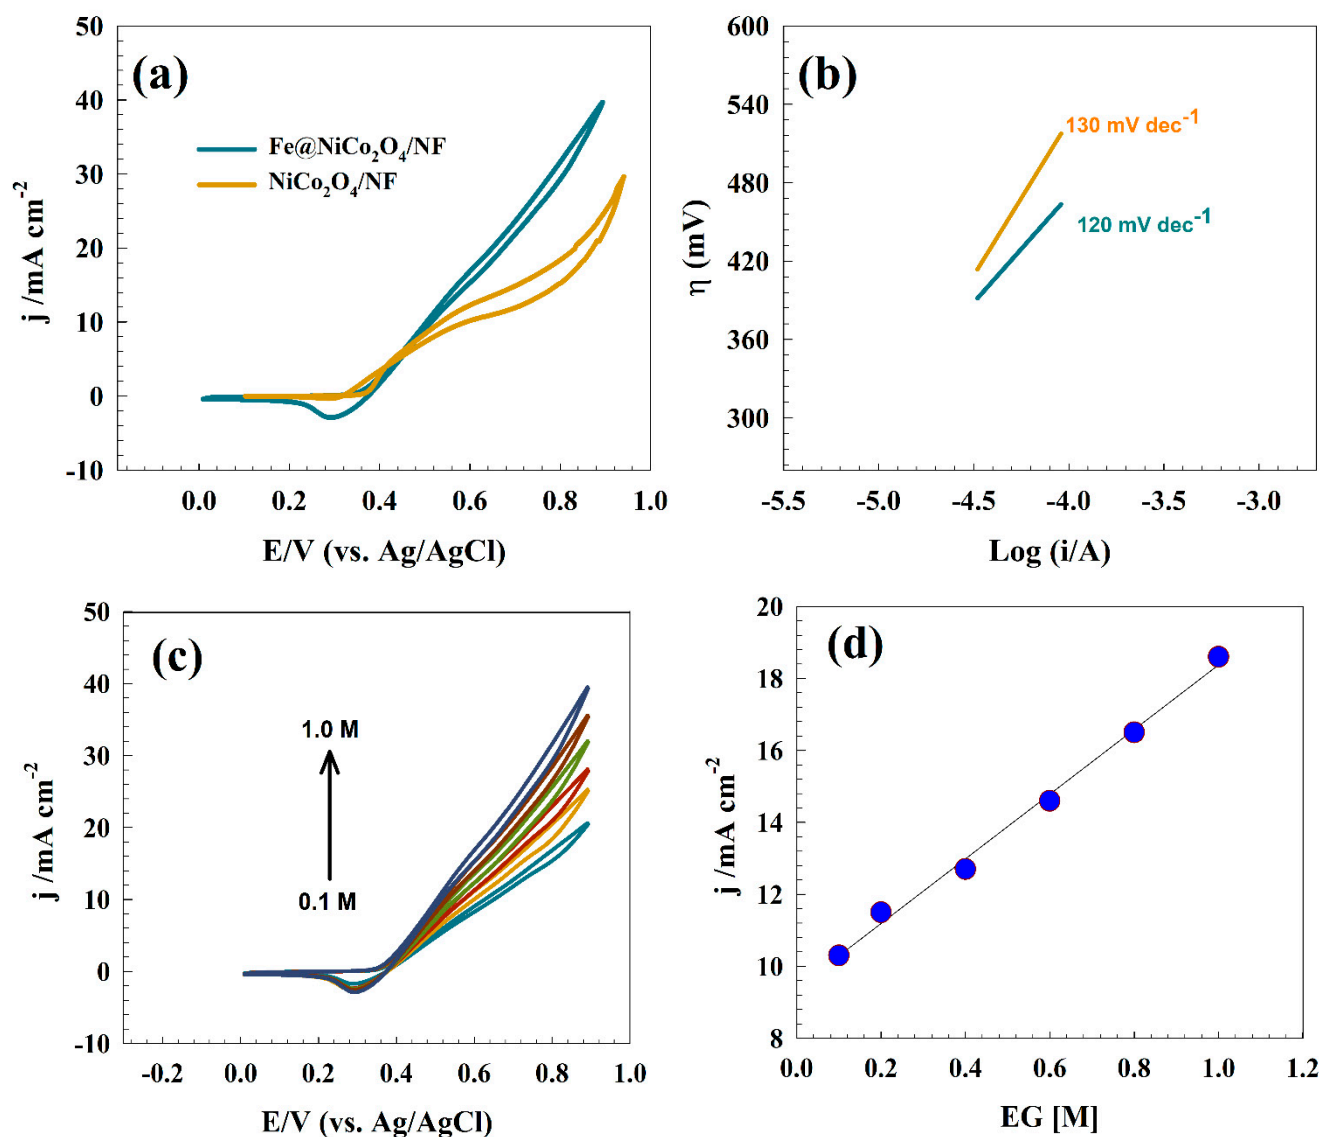 (a)
Fe@NiCo₂O₄/NF
NiCo₂O₄/NF
50
40
30
20
10
0
-10
j /mA cm⁻²
0.0 0.2 0.4 0.6 0.8 1.0
E/V (vs. Ag/AgCl)
(b)
130 mV dec⁻¹
120 mV dec⁻¹
600
540
480
420
360
300
η (mV)
-5.5 -5.0 -4.5 -4.0 -3.5 -3.0
Log (i/A)
(c)
1.0 M
0.1 M
50
40
30
20
10
0
-10
j /mA cm⁻²
-0.2 0.0 0.2 0.4 0.6 0.8 1.0
E/V (vs. Ag/AgCl)
(d)
20
18
16
14
12
10
8
j /mA cm⁻²
0.0 0.2 0.4 0.6 0.8 1.0 1.2
EG [M]